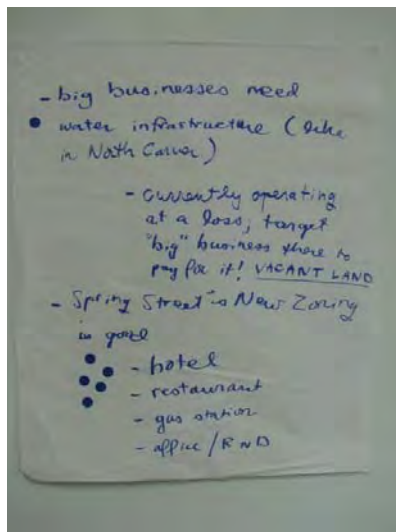 - big businesses need
water infrastructure (like
in North Carver)
- currently operating
at a loss; target
"big" business there to
pay for it! VACANT LAND
- Spring Street's New Zoning
is good
- hotel
- restaurant
- gas station
- office / R N D